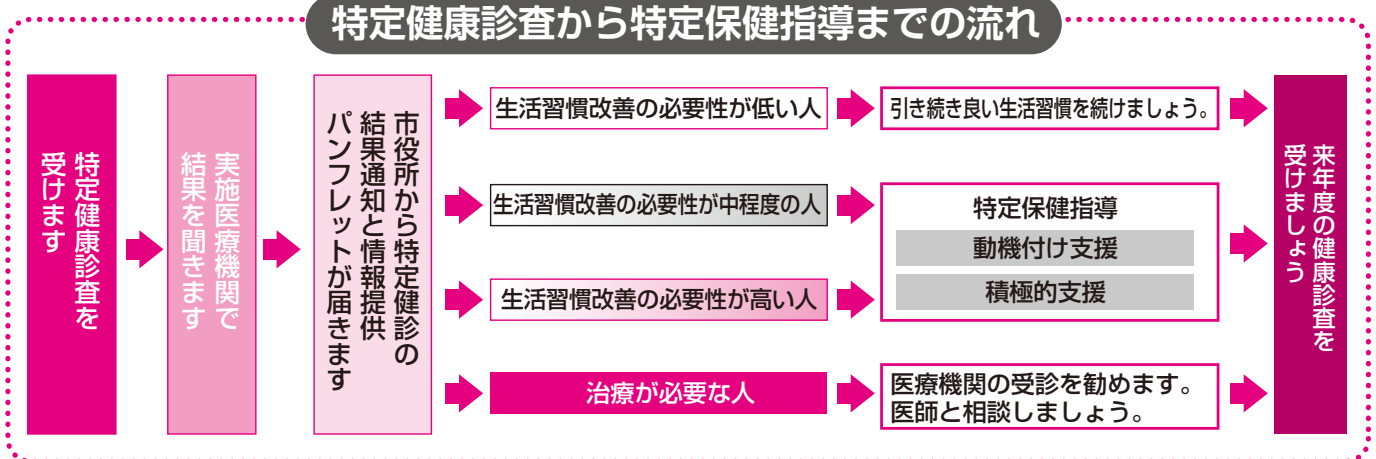 特定健康診査から特定保健指導までの流れ
特定健康診査を
受けます
実施医療機関で
結果を聞きます
市役所から特定健診の
結果通知と情報提供
パンフレットが届きます
生活習慣改善の必要性が低い人
引き続き良い生活習慣を続けましょう。
生活習慣改善の必要性が中程度の人
生活習慣改善の必要性が高い人
特定保健指導
動機付け支援
積極的支援
治療が必要な人
医療機関の受診を勧めます。
医師と相談しましょう。
来年度の健康診査を
受けましょう